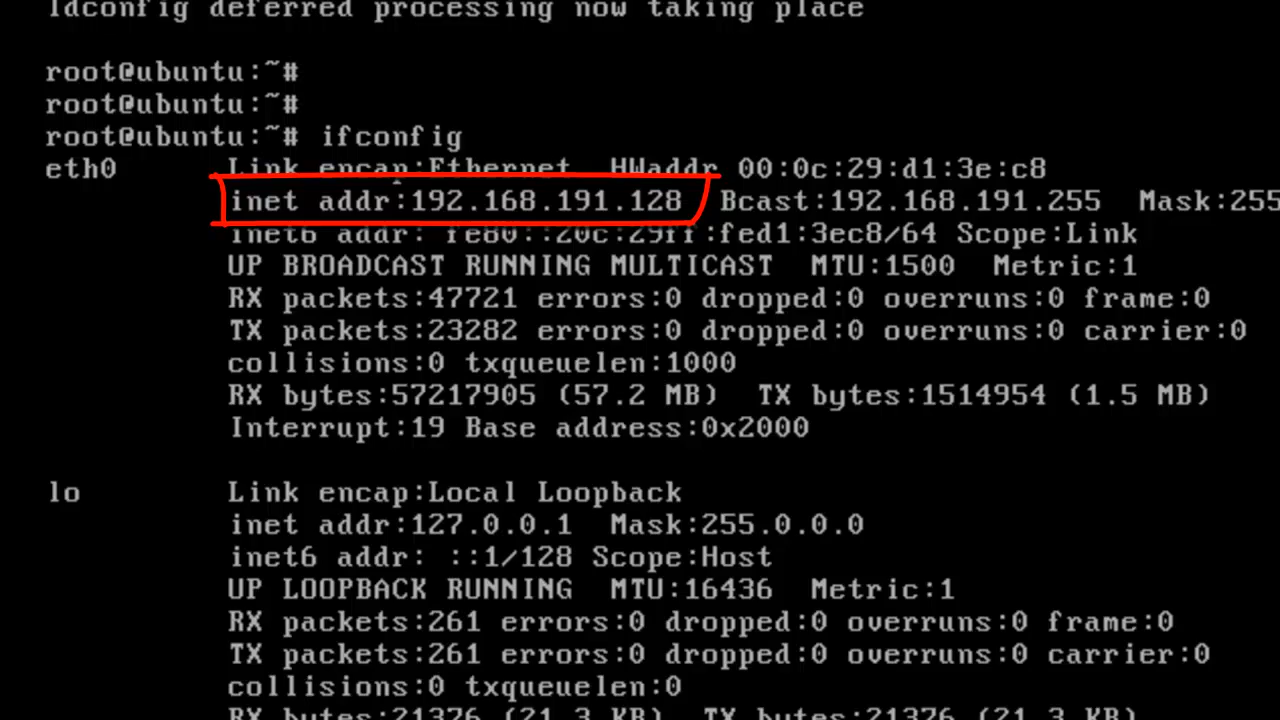 ldconfig deferred processing now taking place
root@ubuntu:~#
root@ubuntu:~#
root@ubuntu:~# ifconfig
eth0 Link encap:Ethernet HWaddr 00:0c:29:d1:3e:c8
inet addr:192.168.191.128 Bcast:192.168.191.255 Mask:255
inet6 addr: fe80::20c:29ff:fed1:3ec8/64 Scope:Link
UP BROADCAST RUNNING MULTICAST MTU:1500 Metric:1
RX packets:47721 errors:0 dropped:0 overruns:0 frame:0
TX packets:23282 errors:0 dropped:0 overruns:0 carrier:0
collisions:0 txqueuelen:1000
RX bytes:57217905 (57.2 MB) TX bytes:1514954 (1.5 MB)
Interrupt:19 Base address:0x2000
lo Link encap:Local Loopback
inet addr:127.0.0.1 Mask:255.0.0.0
inet6 addr: ::1/128 Scope:Host
UP LOOPBACK RUNNING MTU:16436 Metric:1
RX packets:261 errors:0 dropped:0 overruns:0 frame:0
TX packets:261 errors:0 dropped:0 overruns:0 carrier:0
collisions:0 txqueuelen:0
RX bytes:21376 (21.3 KB) TX bytes:21376 (21.3 KB)